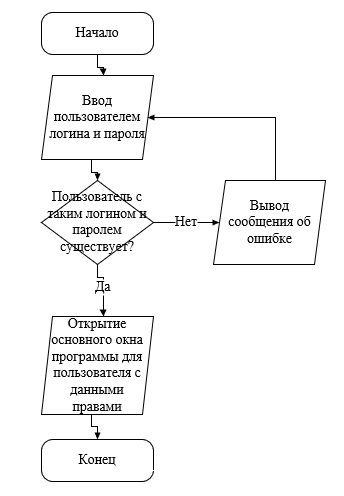 Начало
Ввод
пользователем
логина и пароля
Пользователь с
таким логином и
паролем
существует?
Нет
Вывод
сообщения об
ошибке
Да
Открытие
основного окна
программы для
пользователя с
данными
правами
Конец